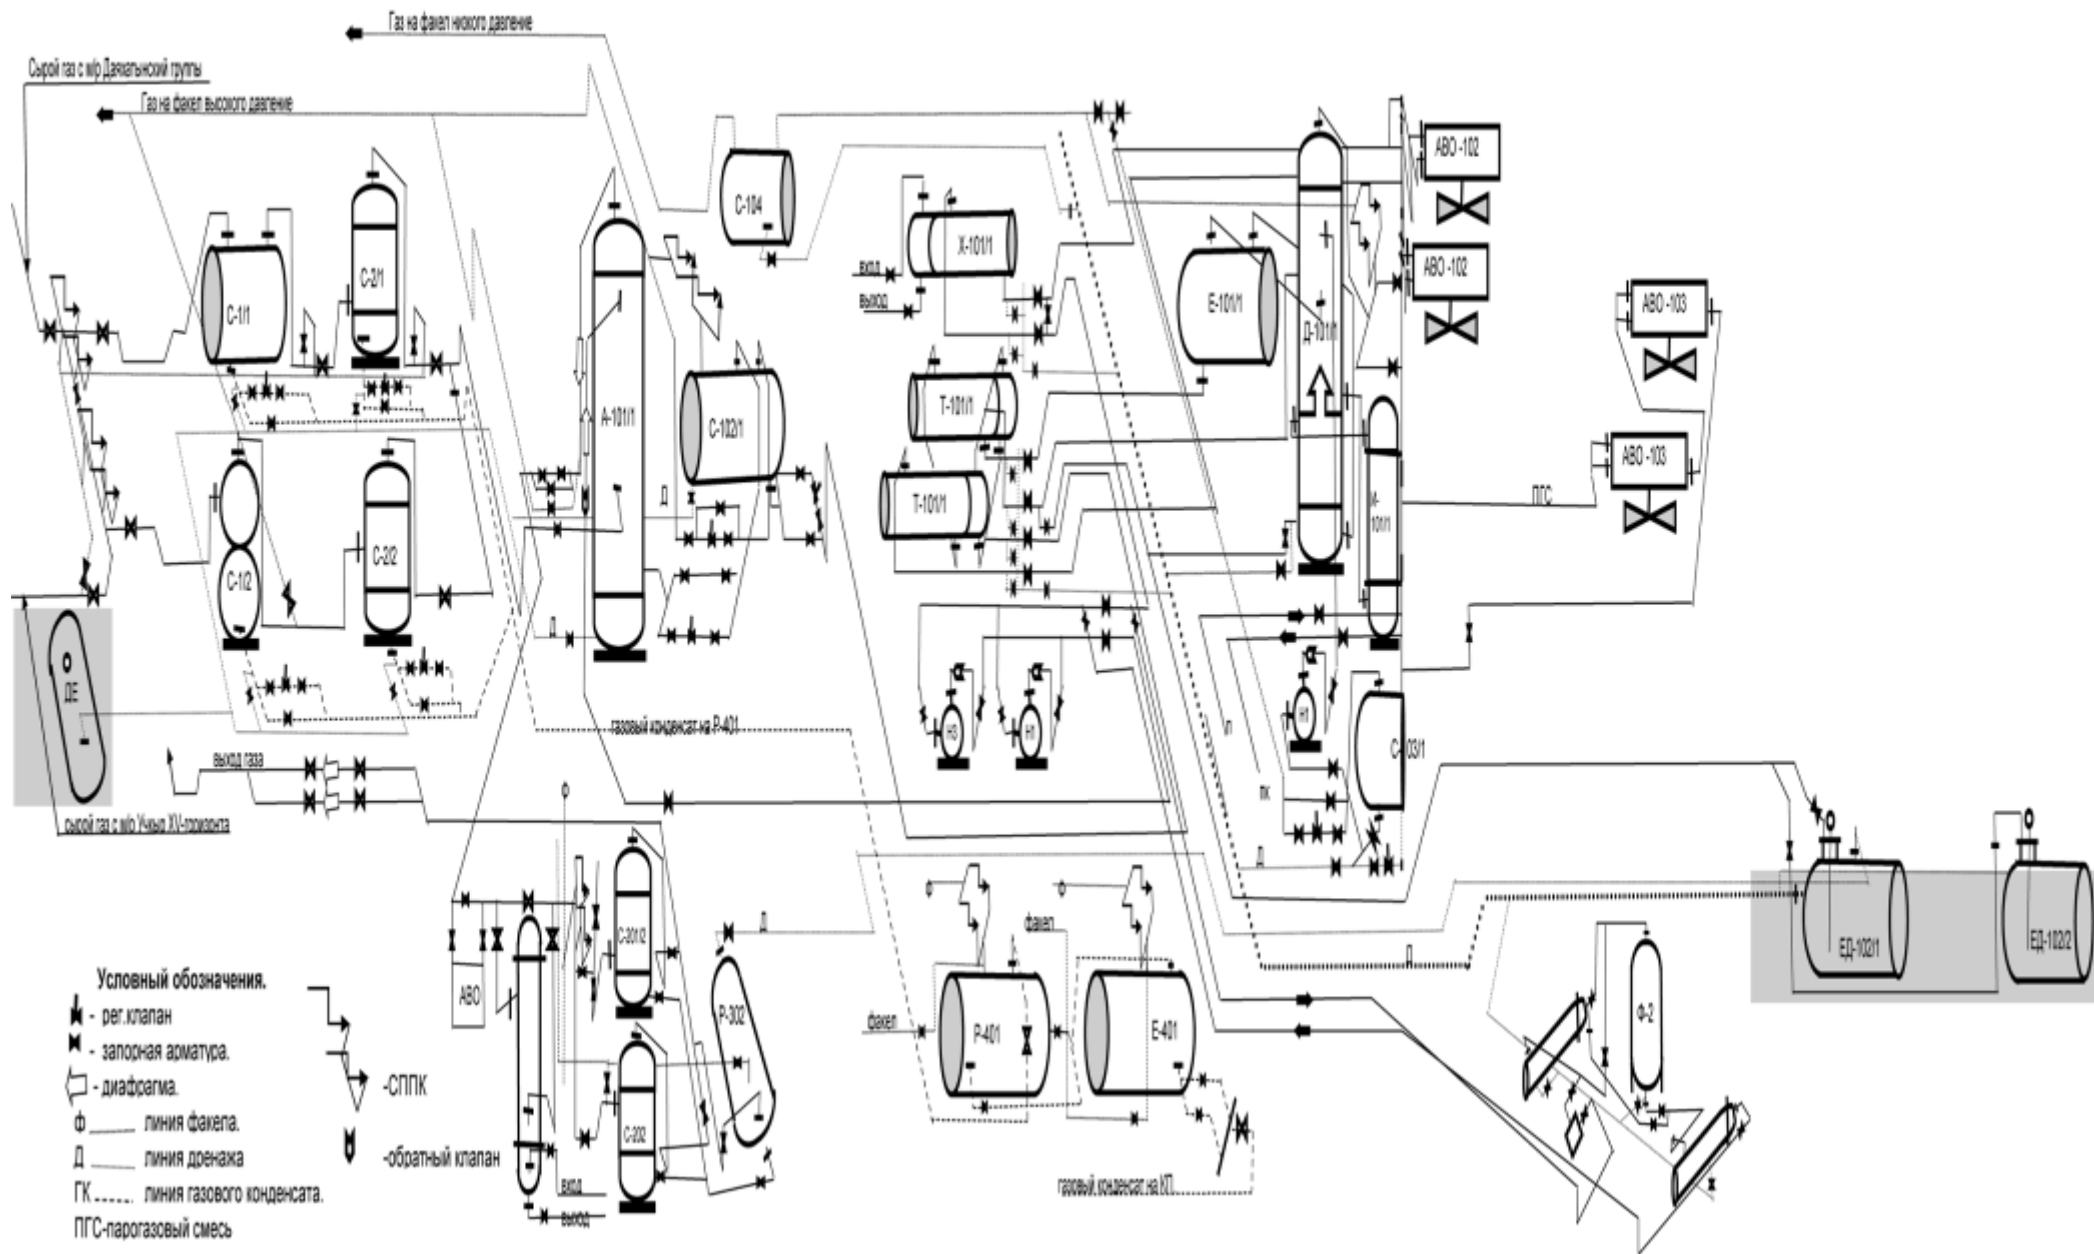 Газ на факел низкого давление
Сырой газ с м/р Даяхатынский группы
Газ на факел высокого давление
АВО -102
С-104
С-2/1
Х-101/1
АВО -102
вход
выход
Е-101/1
АВО -103
С-1/1
Д-101/1
Т-101/1
А-101/1
С-102/1
АВО -103
Д
Т-101/1
ПГС
И-
101/1
С-2/2
С-1/2
Д
ДЕ
газовый конденсат на Р-401
Н3
Н1
Н1
П
С-103/1
выход газа
ф
ПК
сырой газ с м/о Учкыр XV-горизонта
Д
ф
ф
С-201/2
Д
факел
ЕД-102/1
ЕД-102/2
П
Условный обозначения.
АВО
- рег.клапан
Р-302
факел
Р-401
Е-401
Ф-2
- запорная арматура.
- диафрагма.
-СППК
Ф линия факела.
С-202
Д линия дренажа
-обратный клапан
ГК линия газового конденсата.
вход
выход
газовый конденсат на КП
ПГС-парогазовый смесь